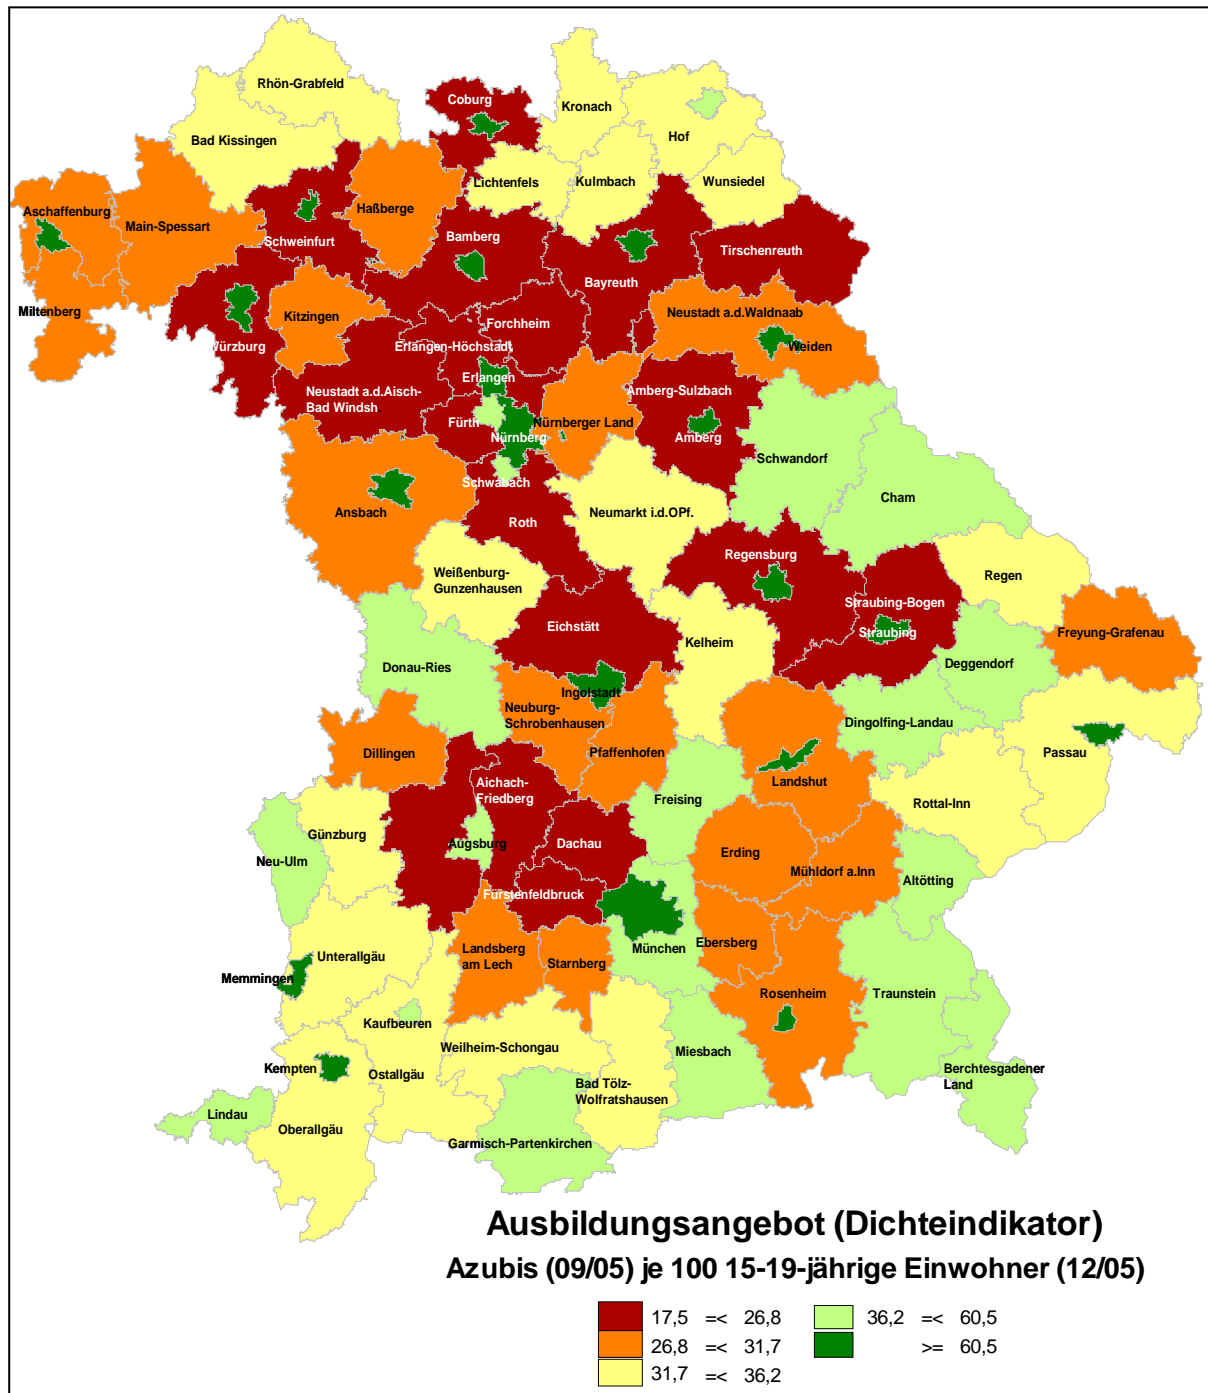 Rhön-Grabfeld
Coburg
Kronach
Hof
Bad Kissingen
Lichtenfels
Kulmbach
Wunsiedel
Aschaffenburg
Main-Spessart
Haßberge
Schweinfurt
Bamberg
Tirschenreuth
Bayreuth
Miltenberg
Kitzingen
Neustadt a.d.Waldnaab
Forchheim
Würzburg
Erlangen-Höchstadt
Weiden
Erlangen
Neustadt a.d.Aisch-
Bad Windsh.
Amberg-Sulzbach
Fürth
Nürnberger Land
Nürnberg
Amberg
Schwandorf
Schwabach
Cham
Ansbach
Roth
Neumarkt i.d.OPf.
Regensburg
Weißenburg-
Gunzenhausen
Regen
Straubing-Bogen
Straubing
Eichstätt
Freyung-Grafenau
Kelheim
Donau-Ries
Deggendorf
Ingolstadt
Neuburg-
Schrobenhausen
Dingolfing-Landau
Dillingen
Pfaffenhofen
Passau
Landshut
Aichach-
Friedberg
Freising
Rottal-Inn
Günzburg
Augsburg
Dachau
Erding
Neu-Ulm
Mühldorf a.Inn
Altötting
Fürstenfeldbruck
Ebersberg
Landsberg
am Lech
München
Unterallgäu
Starnberg
Memmingen
Rosenheim
Traunstein
Kaufbeuren
Weilheim-Schongau
Miesbach
Kempten
Ostallgäu
Bad Tölz-
Wolfratshausen
Berchtesgadener
Land
Lindau
Oberallgäu
Garmisch-Partenkirchen
Ausbildungsangebot (Dichteindikator)
Azubis (09/05) je 100 15-19-jährige Einwohner (12/05)
17,5 =< 26,8
26,8 =< 31,7
31,7 =< 36,2
36,2 =< 60,5
>= 60,5